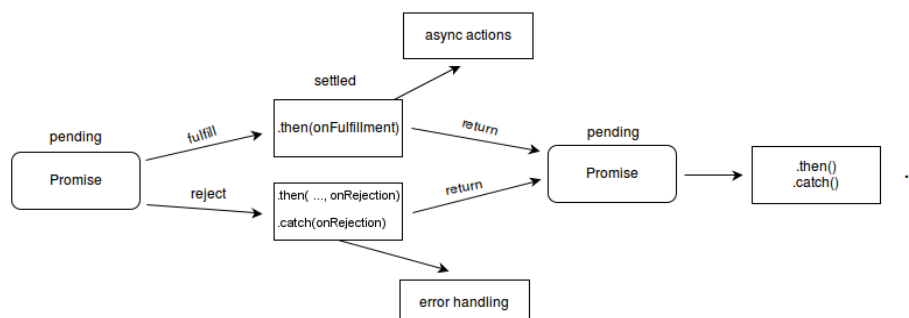 async actions
settled
.then(onFulfillment)
pending
fulfill
return
pending
Promise
reject
.then( ..., onRejection)
.catch(onRejection)
return
Promise
.then()
.catch()
.
error handling